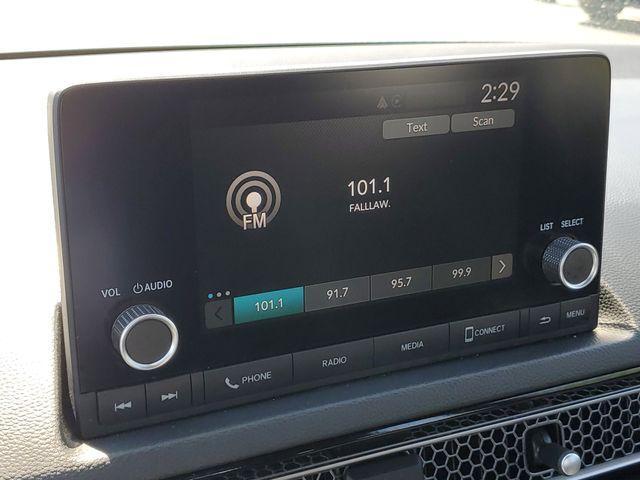 2:29
Text Scan
101.1
FALLLAW.
FM
LIST SELECT
VOL AUDIO
101.1 91.7 95.7 99.9
PHONE RADIO MEDIA CONNECT MENU